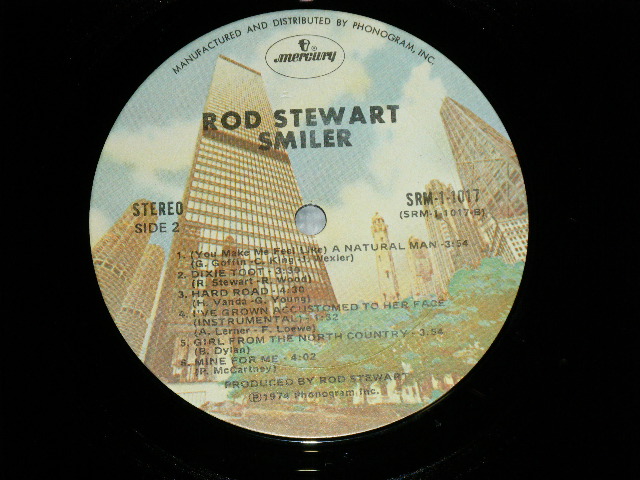 MANUFACTURED AND DISTRIBUTED BY PHONOGRAM, INC.
mercury
ROD STEWART
SMILER
STEREO
SIDE 2
SRM-1-1017
(SRM-1-1017-B)
1. (You Make Me Feel Like) A NATURAL MAN - 3:54
(G. Goffin - C. King - J. Wexler)
2. DIXIE TOOT - 3:39
(R. Stewart - R. Wood)
3. HARD ROAD - 4:30
(H. Vanda - G. Young)
4. I'VE GROWN ACCUSTOMED TO HER FACE
(INSTRUMENTAL) - 1:32
(A. Lerner - F. Loewe)
5. GIRL FROM THE NORTH COUNTRY - 3:54
(B. Dylan)
6. MINE FOR ME - 4:02
(P. McCartney)
PRODUCED BY ROD STEWART
Ⓟ1974 Phonogram Inc.